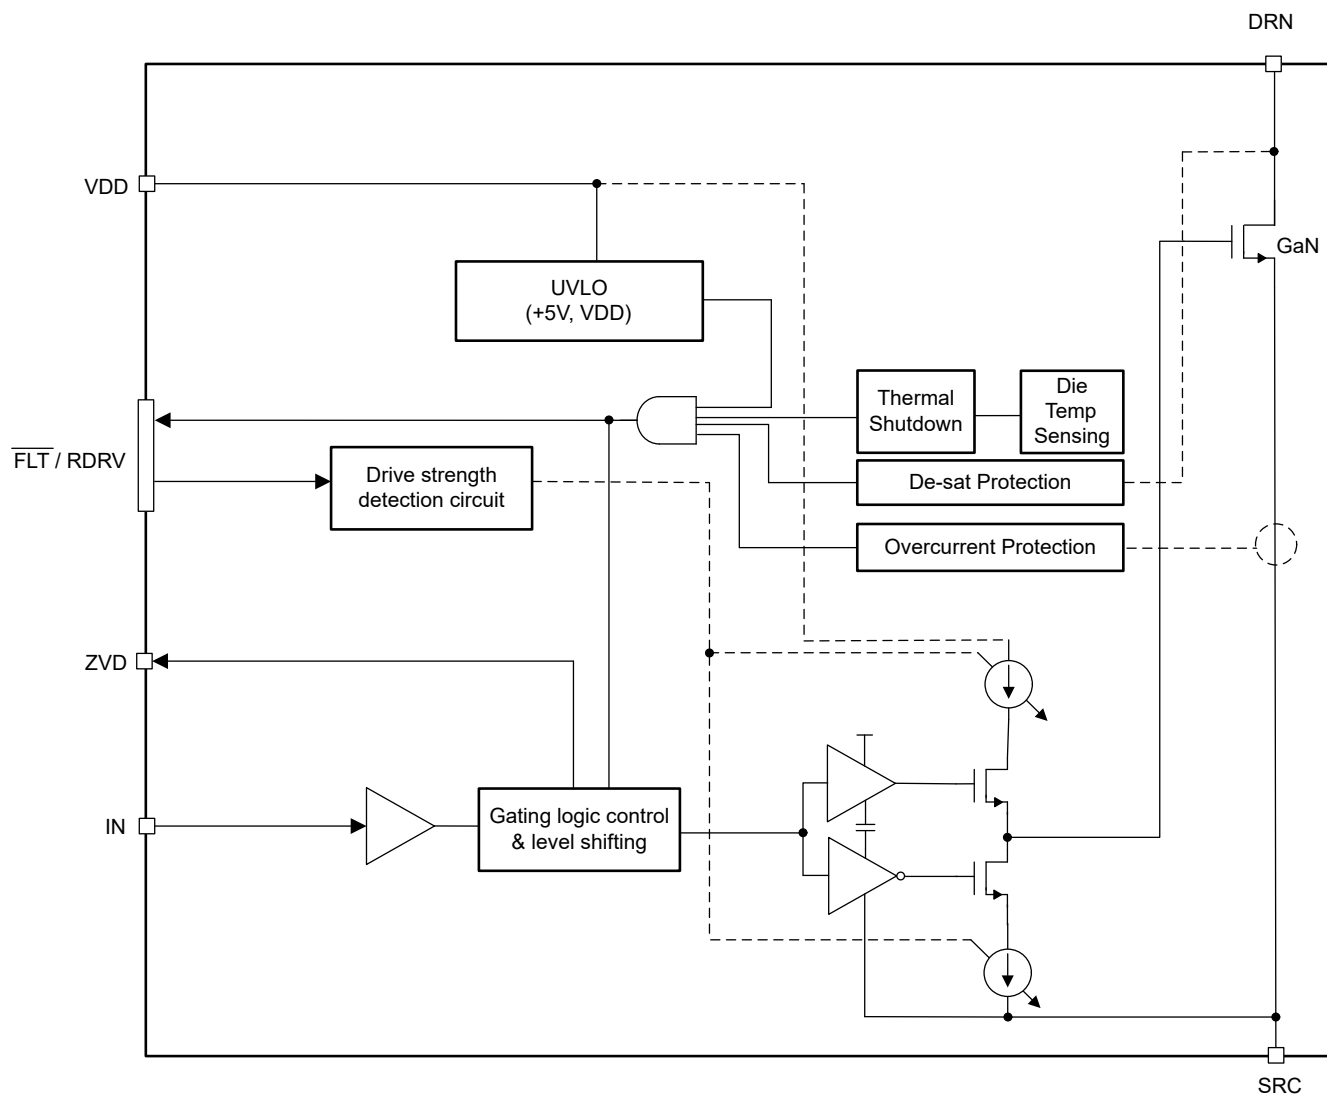 DRN
VDD
GaN
UVLO
(+5V, VDD)
Thermal
Shutdown
Die
Temp
Sensing
FLT / RDRV
Drive strength
detection circuit
De-sat Protection
Overcurrent Protection
ZVD
IN
Gating logic control
& level shifting
SRC